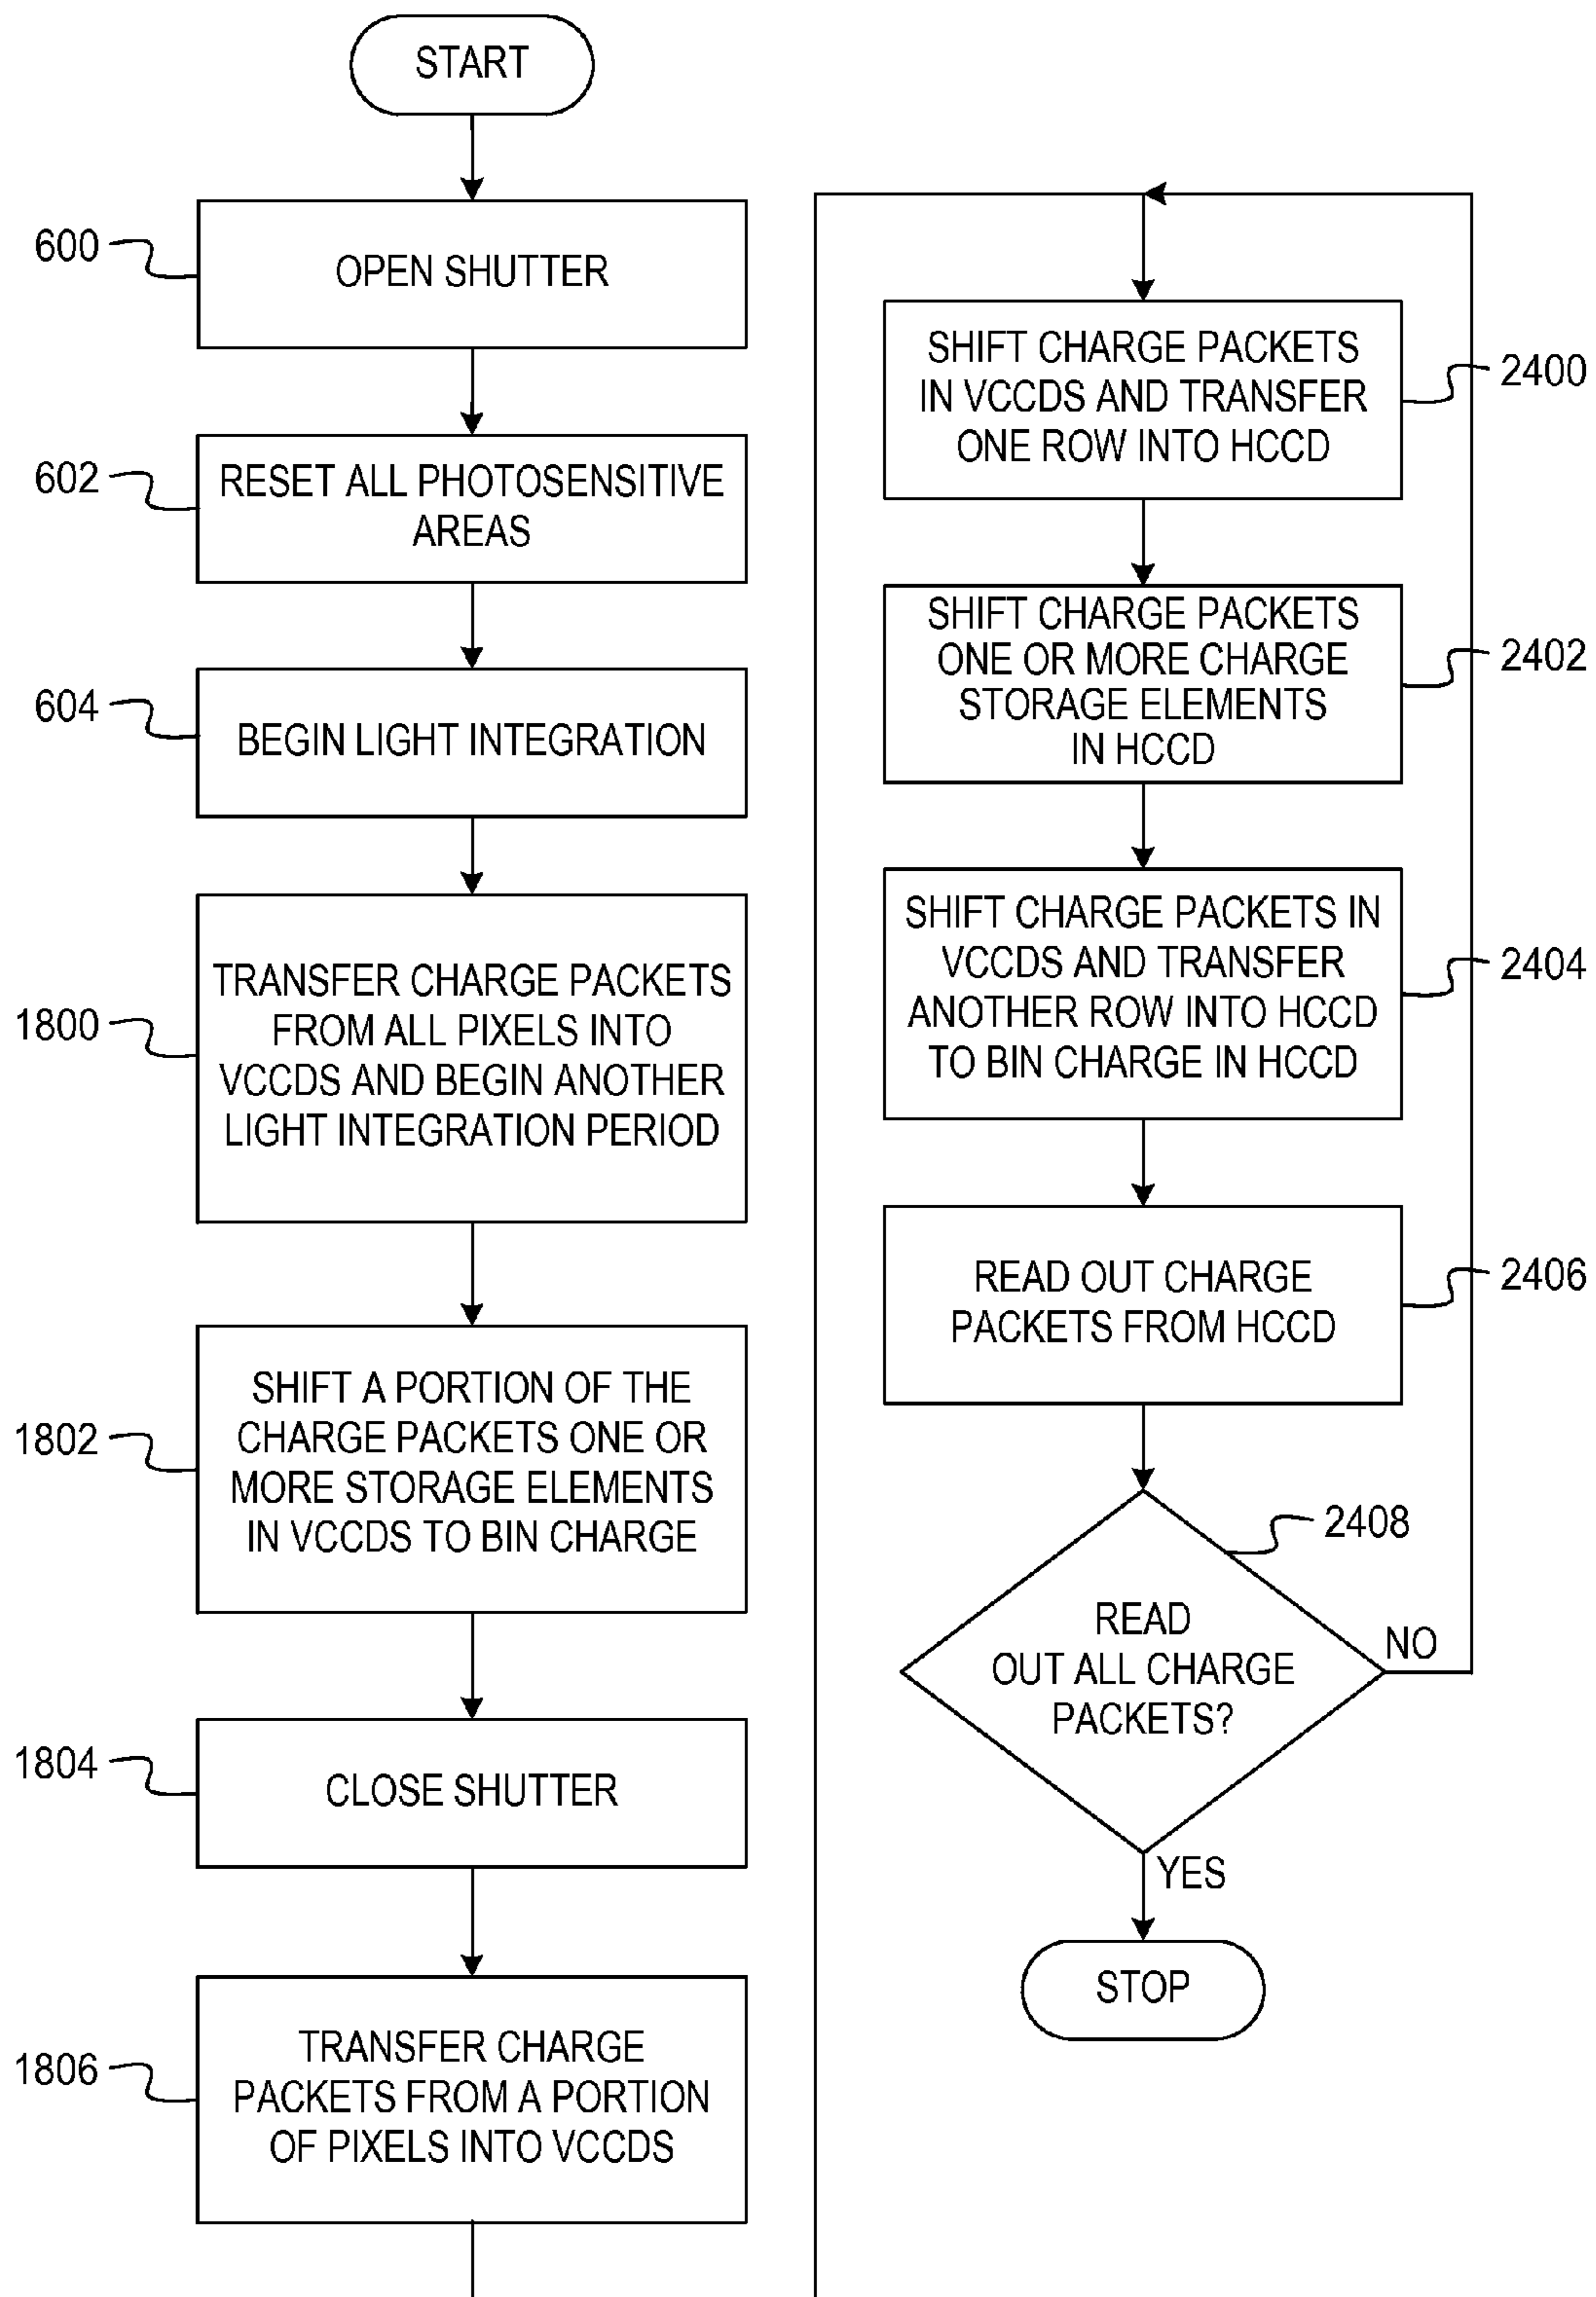 START
600
OPEN SHUTTER
602
RESET ALL PHOTOSENSITIVE
AREAS
604
BEGIN LIGHT INTEGRATION
1800
TRANSFER CHARGE PACKETS
FROM ALL PIXELS INTO
VCCDS AND BEGIN ANOTHER
LIGHT INTEGRATION PERIOD
1802
SHIFT A PORTION OF THE
CHARGE PACKETS ONE OR
MORE STORAGE ELEMENTS
IN VCCDS TO BIN CHARGE
1804
CLOSE SHUTTER
1806
TRANSFER CHARGE
PACKETS FROM A PORTION
OF PIXELS INTO VCCDS
SHIFT CHARGE PACKETS
IN VCCDS AND TRANSFER
ONE ROW INTO HCCD
2400
SHIFT CHARGE PACKETS
ONE OR MORE CHARGE
STORAGE ELEMENTS
IN HCCD
2402
SHIFT CHARGE PACKETS IN
VCCDS AND TRANSFER
ANOTHER ROW INTO HCCD
TO BIN CHARGE IN HCCD
2404
READ OUT CHARGE
PACKETS FROM HCCD
2406
2408
READ
OUT ALL CHARGE
PACKETS?
NO
YES
STOP